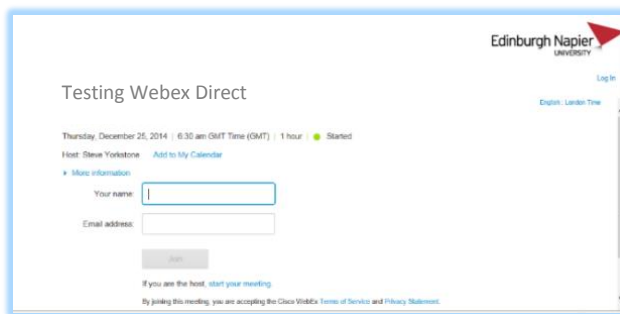 Edinburgh Napier
UNIVERSITY
Log In
Testing Webex Direct
English : London Time
Thursday, December 25, 2014 | 6:30 am GMT Time (GMT) | 1 hour | Started
Host: Steve Yorkstone Add to My Calendar
More information
Your name:
Email address:
Join
If you are the host, start your meeting.
By joining this meeting, you are accepting the Cisco WebEx Terms of Service and Privacy Statement.